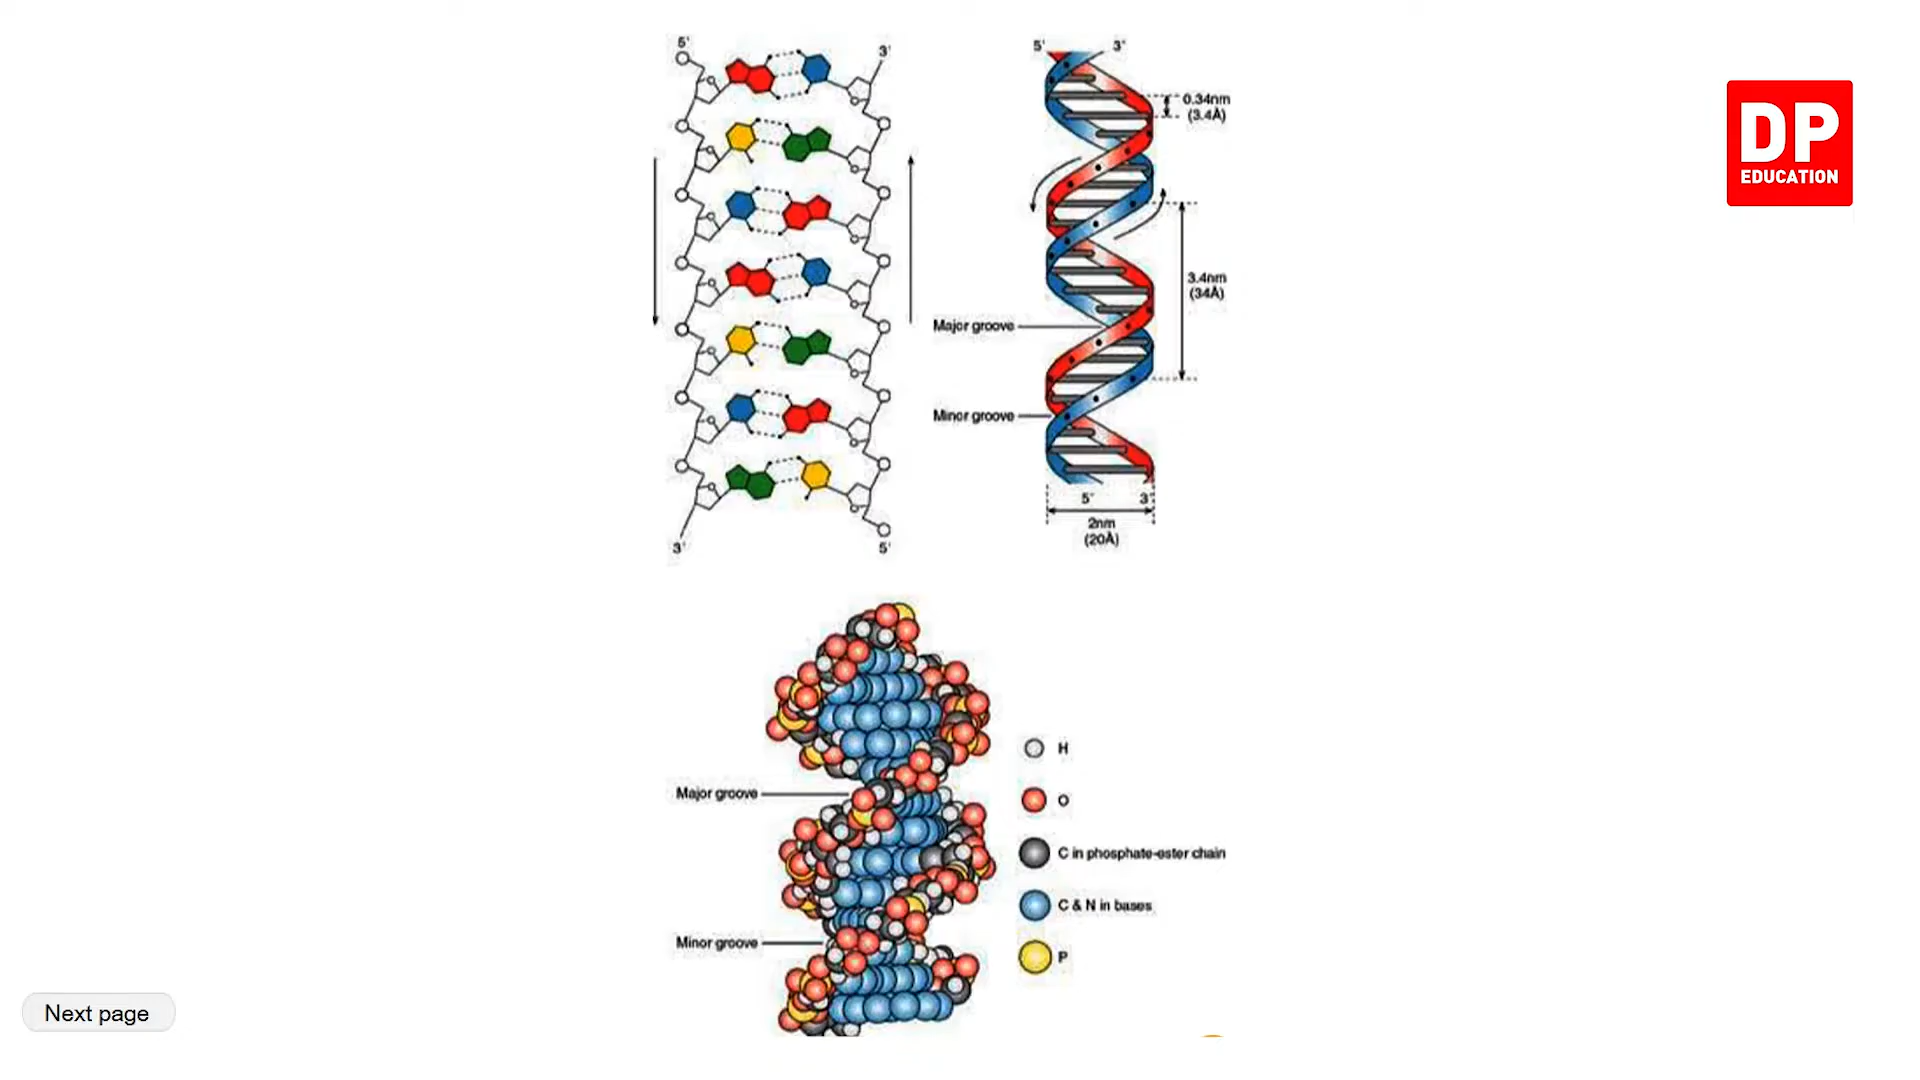 5'
3'
3'
5'
5'
3'
0.34nm
(3.4Å)
3.4nm
(34Å)
Major groove
Minor groove
5'
3'
2nm
(20Å)
DP
EDUCATION
Major groove
Minor groove
H
O
C in phosphate-ester chain
C & N in bases
P
Next page